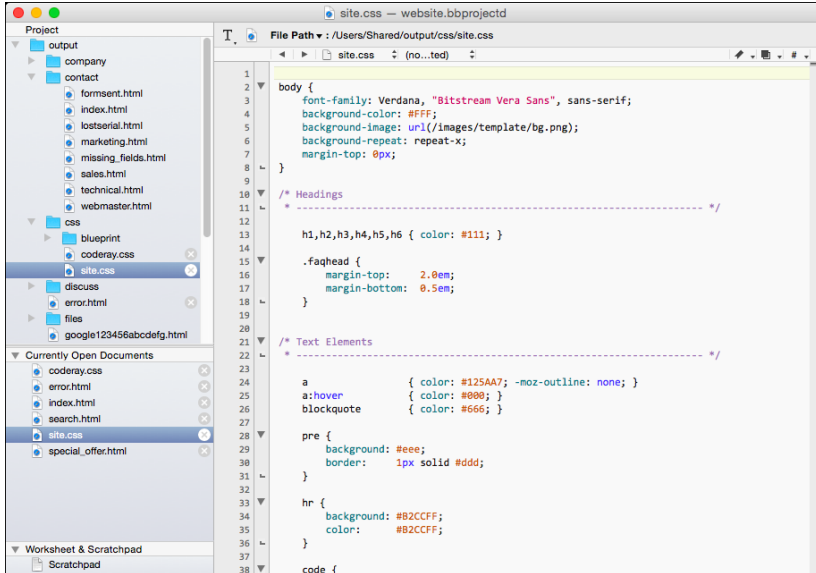 site.css — website.bbprojectd
Project
output
company
contact
formsent.html
index.html
lostserial.html
marketing.html
missing_fields.html
sales.html
technical.html
webmaster.html
css
blueprint
coderay.css
site.css
discuss
error.html
files
google123456abcdefg.html
Currently Open Documents
coderay.css
error.html
index.html
search.html
site.css
special_offer.html
Worksheet & Scratchpad
Scratchpad
T. File Path ▾ : /Users/Shared/output/css/site.css
site.css (no...ted) #
1
2 body {
3 font-family: Verdana, "Bitstream Vera Sans", sans-serif;
4 background-color: #FFF;
5 background-image: url(/images/template/bg.png);
6 background-repeat: repeat-x;
7 margin-top: 0px;
8 }
9
10 /* Headings
11 * --------------------------------------------------------------------- */
12
13 h1,h2,h3,h4,h5,h6 { color: #111; }
14
15 .faqhead {
16 margin-top: 2.0em;
17 margin-bottom: 0.5em;
18 }
19
20
21 /* Text Elements
22 * --------------------------------------------------------------------- */
23
24 a { color: #125AA7; -moz-outline: none; }
25 a:hover { color: #000; }
26 blockquote { color: #666; }
27
28 pre {
29 background: #eee;
30 border: 1px solid #ddd;
31 }
32
33 hr {
34 background: #B2CCFF;
35 color: #B2CCFF;
36 }
37
38 code {